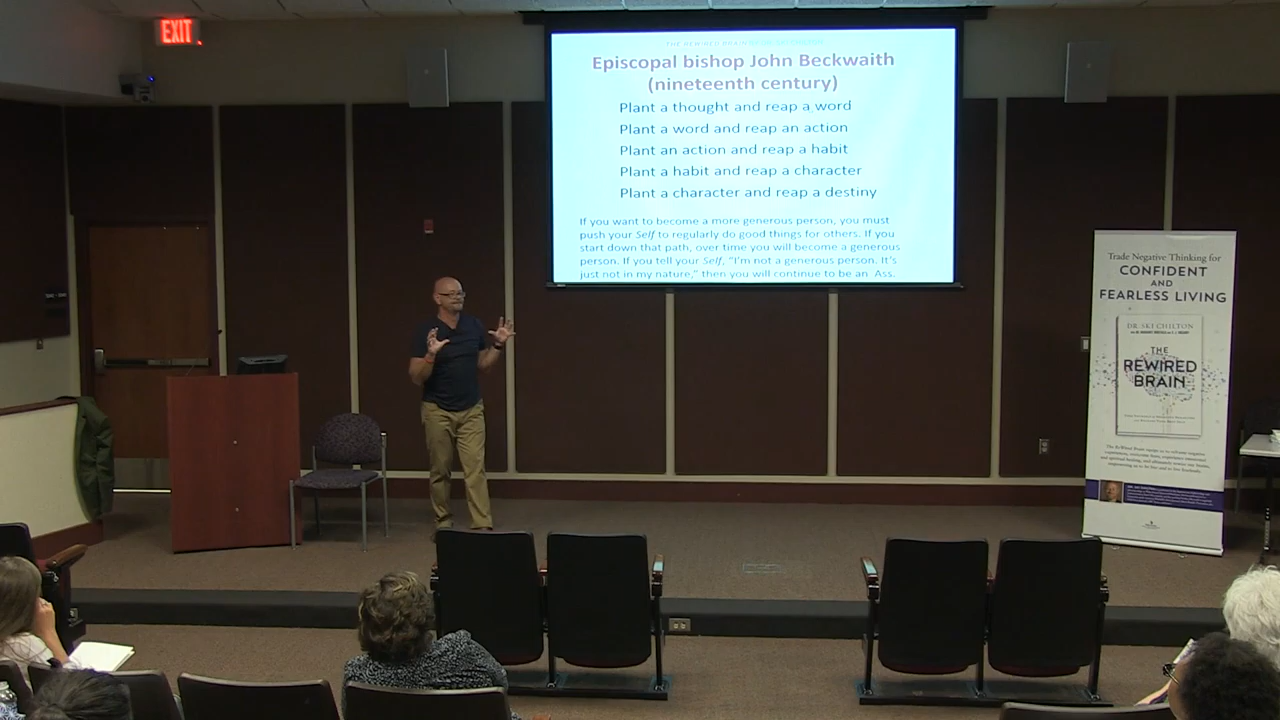 EXIT
THE REWIRED BRAIN
Episcopal bishop John Beckwaith
(nineteenth century)
Plant a thought and reap a word
Plant a word and reap an action
Plant an action and reap a habit
Plant a habit and reap a character
Plant a character and reap a destiny
If you want to become a more generous person, you must
push your Self to regularly do good things for others. If you
start down that path, over time you will become a generous
person. If you tell your Self, “I’m not a generous person. It’s
just not in my nature,” then you will continue to be an Ass.
Trade Negative Thinking for
CONFIDENT
AND
FEARLESS LIVING
DR. SKI CHILTON
THE
REWIRED
BRAIN